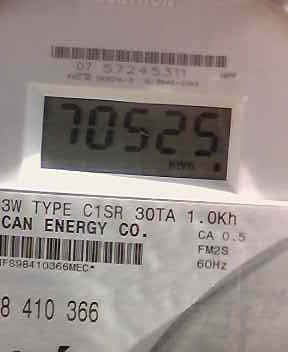 07 57245311
70525
KWh
3W TYPE C1SR 30TA 1.0Kh
CAN ENERGY CO.
CA 0.5
FM2S
60Hz
8 410 366